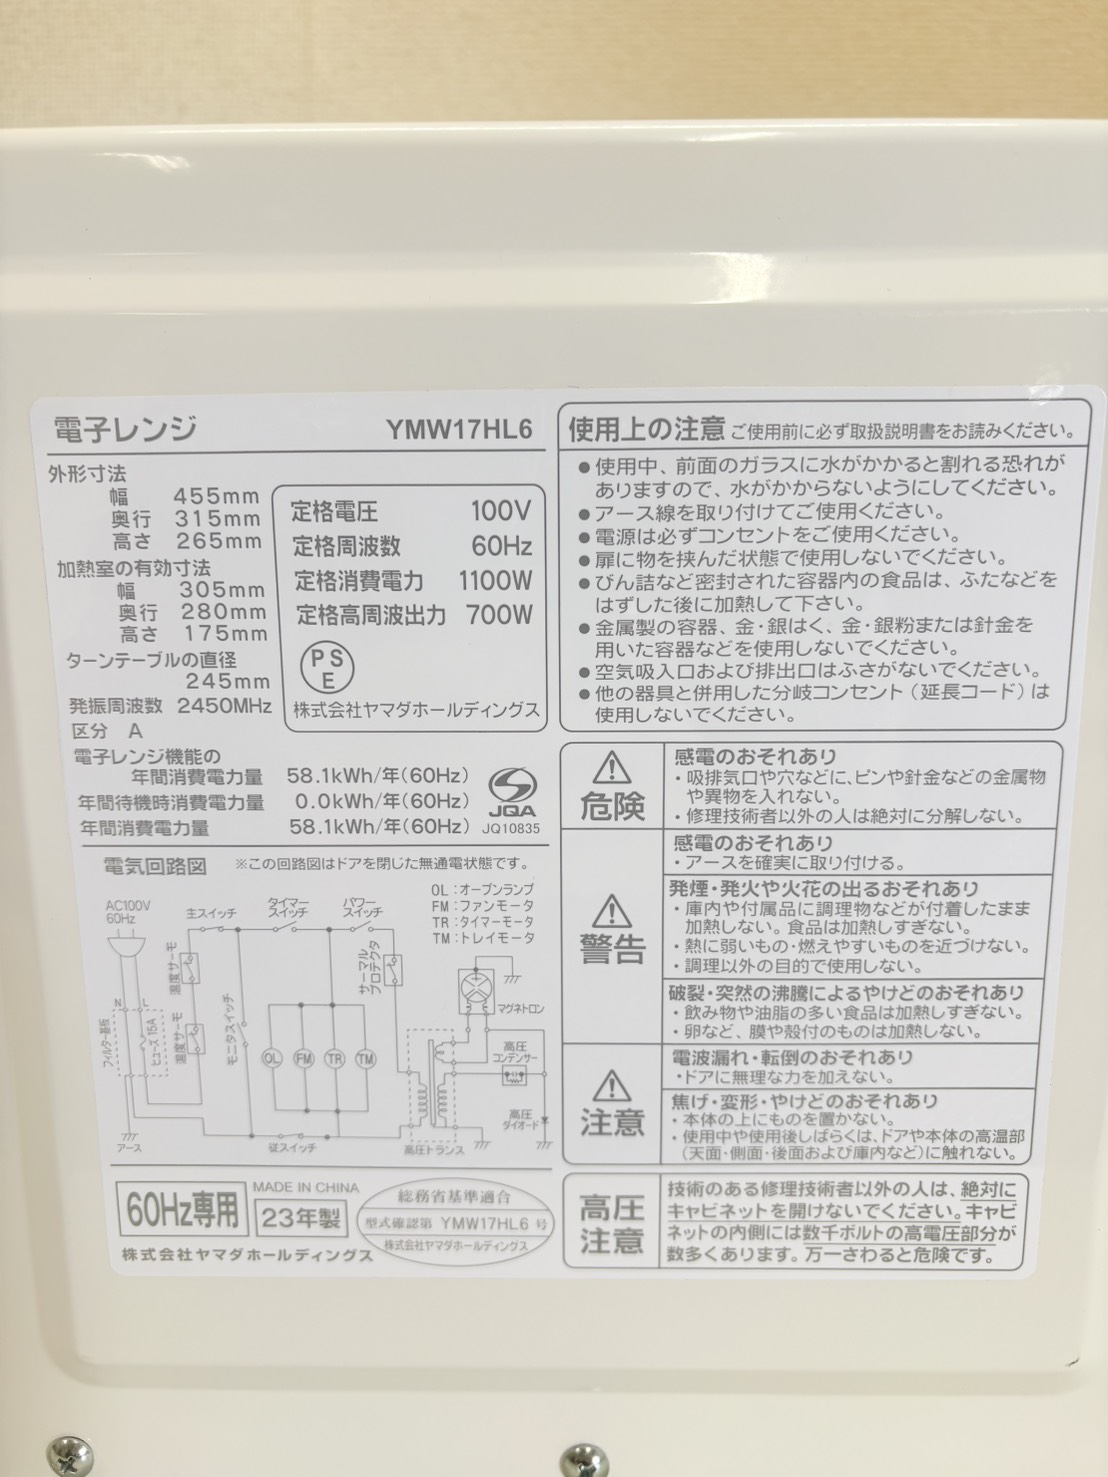 電子レンジ YMW17HL6
外形寸法
幅 455mm
奥行 315mm
高さ 265mm
加熱室の有効寸法
幅 305mm
奥行 280mm
高さ 175mm
ターンテーブルの直径
245mm
発振周波数 2450MHz
区分 A
定格電圧 100V
定格周波数 60Hz
定格消費電力 1100W
定格高周波出力 700W
PS
E
株式会社ヤマダホールディングス
電子レンジ機能の
年間消費電力量 58.1kWh/年(60Hz)
年間待機時消費電力量 0.0kWh/年(60Hz)
年間消費電力量 58.1kWh/年(60Hz)
JQA
JQ10835
電気回路図 ※この回路図はドアを閉じた無通電状態です。
OL:オーブンランプ
FM:ファンモータ
TR:タイマーモータ
TM:トレイモータ
AC100V
60Hz
主スイッチ
タイマー
スイッチ
パワー
スイッチ
温度サーモ
サーマル
プロテクタ
マグネトロン
N
L
フィルター基板
ヒューズ15A
温度サーモ
モニタスイッチ
OL
FM
TR
TM
高圧
コンデンサー
高圧
ダイオード
アース
従スイッチ
高圧トランス
60Hz専用
MADE IN CHINA
23年製
株式会社ヤマダホールディングス
総務省基準適合
型式確認第 YMW17HL6 号
株式会社ヤマダホールディングス
使用上の注意 ご使用前に必ず取扱説明書をお読みください。
●使用中、前面のガラスに水がかかると割れる恐れが
ありますので、水がかからないようにしてください。
●アース線を取り付けてご使用ください。
●電源は必ずコンセントをご使用ください。
●扉に物を挟んだ状態で使用しないでください。
●びん詰など密封された容器内の食品は、ふたなどを
はずした後に加熱して下さい。
●金属製の容器、金・銀はく、金・銀粉または針金を
用いた容器などを使用しないでください。
●空気吸入口および排出口はふさがないでください。
●他の器具と併用した分岐コンセント(延長コード)は
使用しないでください。
危険
感電のおそれあり
・吸排気口や穴などに、ピンや針金などの金属物
や異物を入れない。
・修理技術者以外の人は絶対に分解しない。
警告
感電のおそれあり
・アースを確実に取り付ける。
発煙・発火や火花の出るおそれあり
・庫内や付属品に調理物などが付着したまま
加熱しない。食品は加熱しすぎない。
・熱に弱いもの・燃えやすいものを近づけない。
・調理以外の目的で使用しない。
破裂・突然の沸騰によるやけどのおそれあり
・飲み物や油脂の多い食品は加熱しすぎない。
・卵など、膜や殻付のものは加熱しない。
注意
電波漏れ・転倒のおそれあり
・ドアに無理な力を加えない。
焦げ・変形・やけどのおそれあり
・本体の上にものを置かない。
・使用中や使用後しばらくは、ドアや本体の高温部
(天面・側面・後面および庫内など)に触れない。
高圧
注意
技術のある修理技術者以外の人は、絶対に
キャビネットを開けないでください。キャビ
ネットの内側には数千ボルトの高電圧部分が
数多くあります。万一さわると危険です。